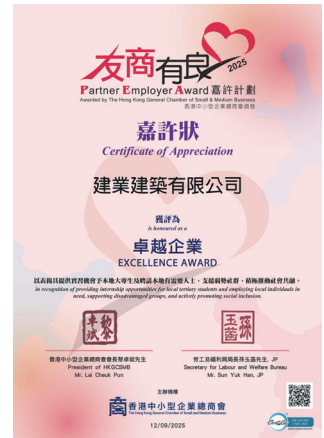 友商有良
2025
Partner Employer Award 嘉許計劃
Awarded by The Hong Kong General Chamber of Small & Medium Business
香港中小型企業總商會頒發
嘉許狀
Certificate of Appreciation
建業建築有限公司
獲評為
is honoured as a
卓越企業
EXCELLENCE AWARD
以表揚其提供實習機會予本地大專生及聘請本地有需要人士，支援弱勢社群，積極推動社會共融。
in recognition of providing internship opportunities for local tertiary students and employing local individuals in
need, supporting disadvantaged groups, and actively promoting social inclusion.
香港中小型企業總商會會長黎卓斌先生
President of HKGCSMB
Mr. Lai Cheuk Pun
勞工及福利局局長孫玉菡先生, JP
Secretary for Labour and Welfare Bureau
Mr. Sun Yuk Han, JP
主辦機構
香港中小型企業總商會
The Hong Kong General Chamber of Small and Medium Business
12/09/2025